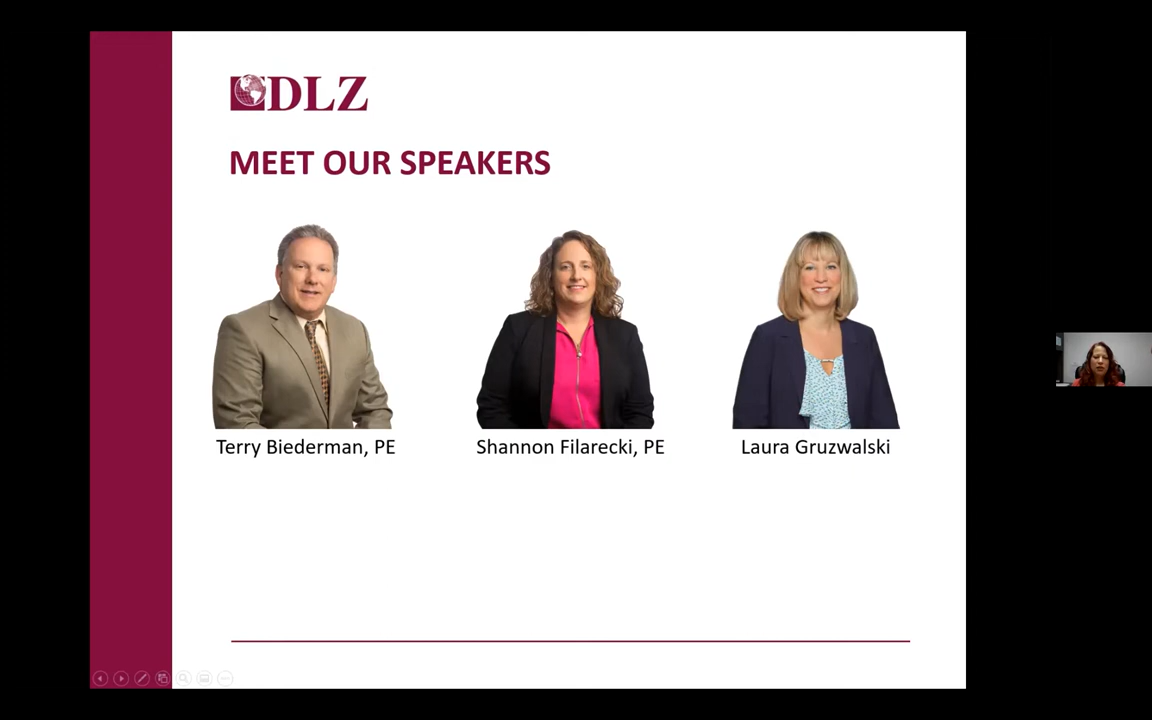 DLZ
MEET OUR SPEAKERS
Terry Biederman, PE
Shannon Filarecki, PE
Laura Gruzwalski